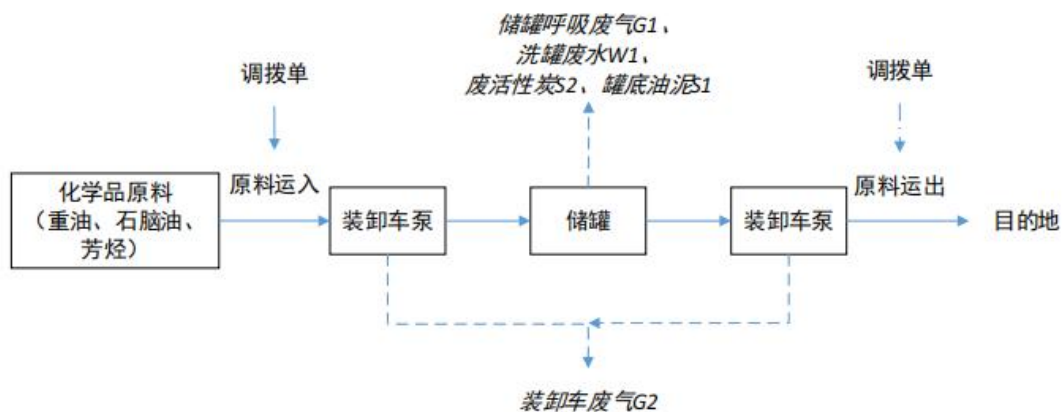 储罐呼吸废气G1、
洗罐废水W1、
废活性炭S2、罐底油泥S1
调拨单
调拨单
化学品原料
（重油、石脑油、
芳烃）
原料运入
装卸车泵
储罐
装卸车泵
原料运出
目的地
装卸车废气G2